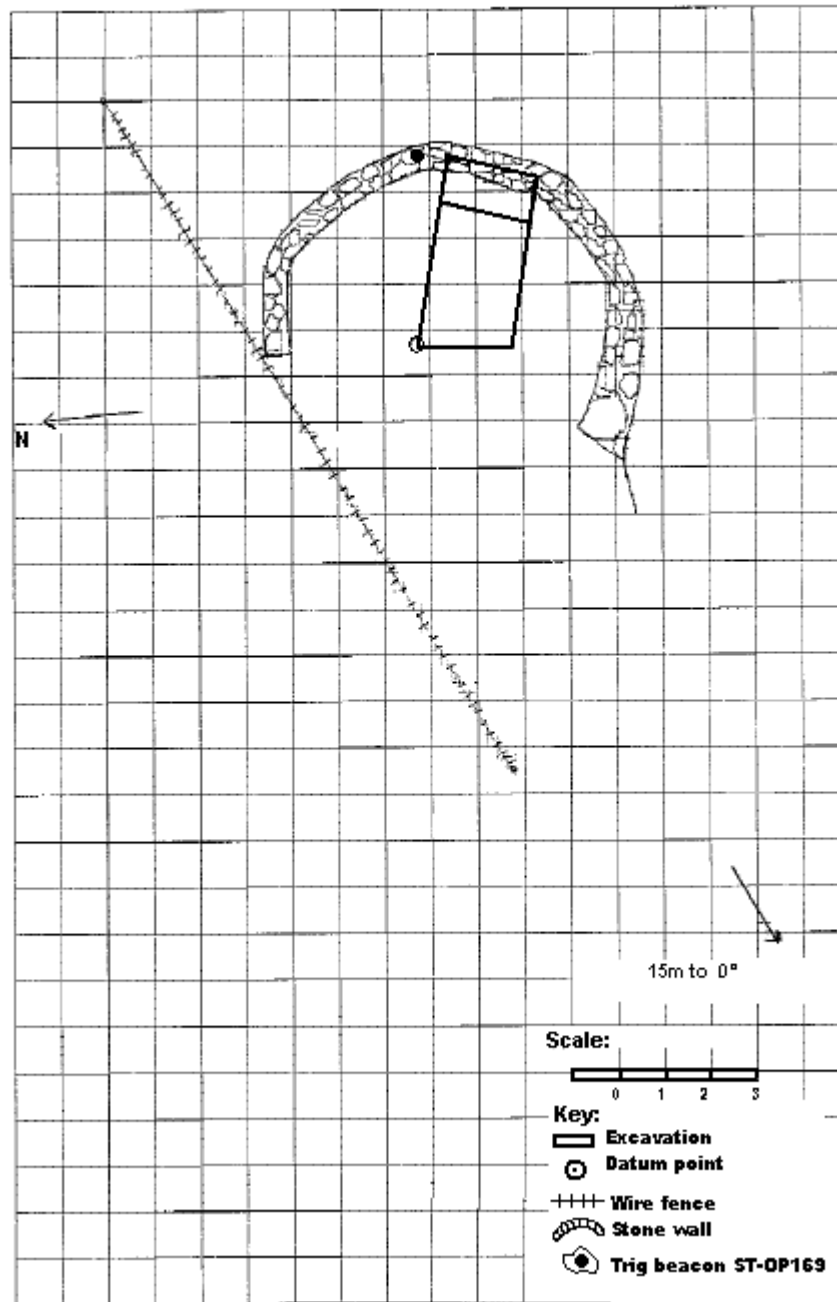 N
15m to 0°
Scale:
0 1 2 3
Key:
Excavation
Datum point
Wire fence
Stone wall
Trig beacon ST-OP169